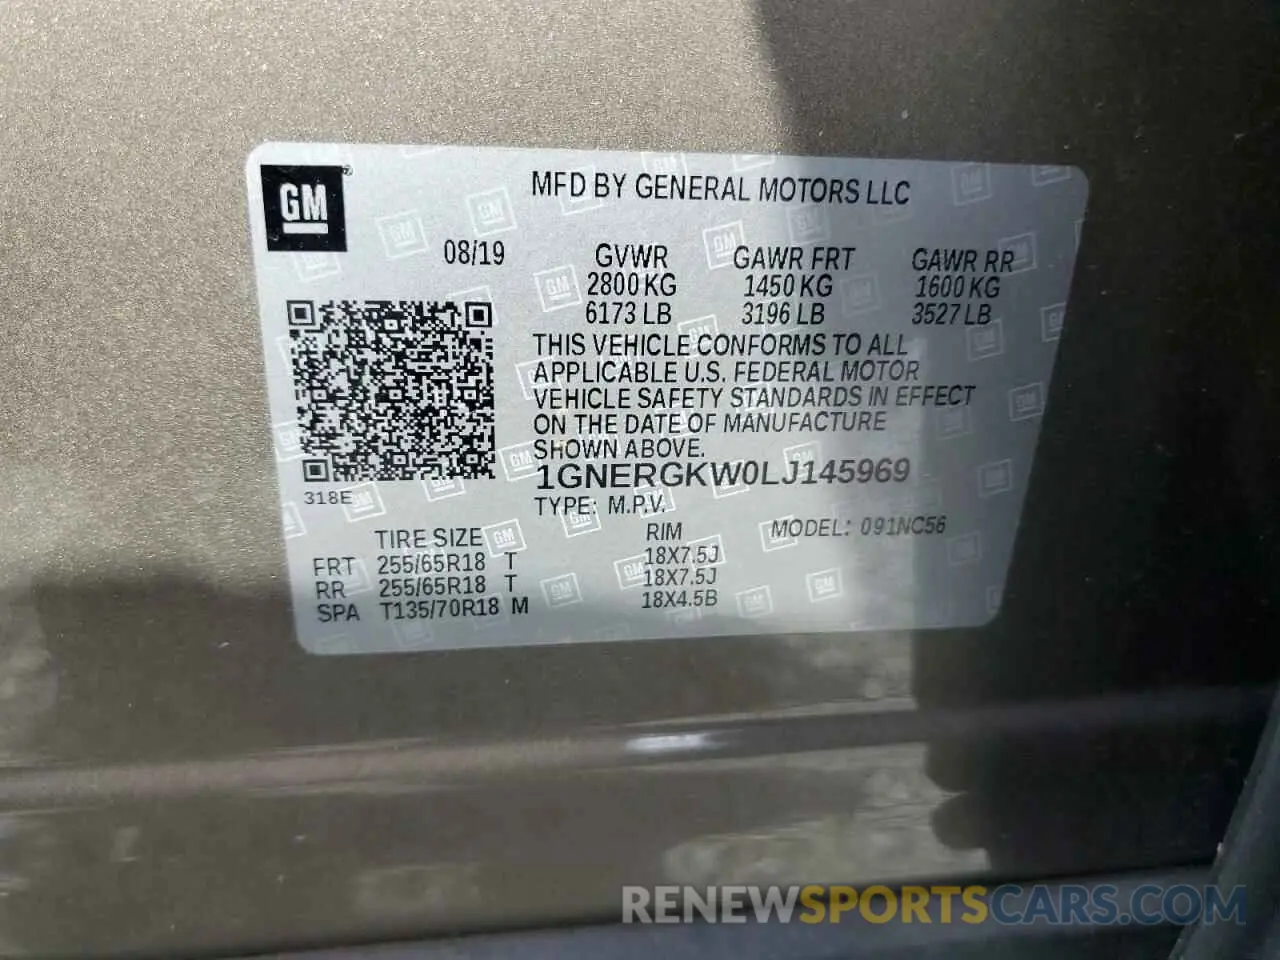 GM
MFD BY GENERAL MOTORS LLC
08/19 GVWR GAWR FRT GAWR RR
2800 KG 1450 KG 1600 KG
6173 LB 3196 LB 3527 LB
THIS VEHICLE CONFORMS TO ALL
APPLICABLE U.S. FEDERAL MOTOR
VEHICLE SAFETY STANDARDS IN EFFECT
ON THE DATE OF MANUFACTURE
SHOWN ABOVE.
1GNERGKW0LJ145969
318E
TYPE: M.P.V.
TIRE SIZE RIM MODEL: 091NC56
FRT 255/65R18 T 18X7.5J
RR 255/65R18 T 18X7.5J
SPA T135/70R18 M 18X4.5B
RENEWSPORTSCARS.COM